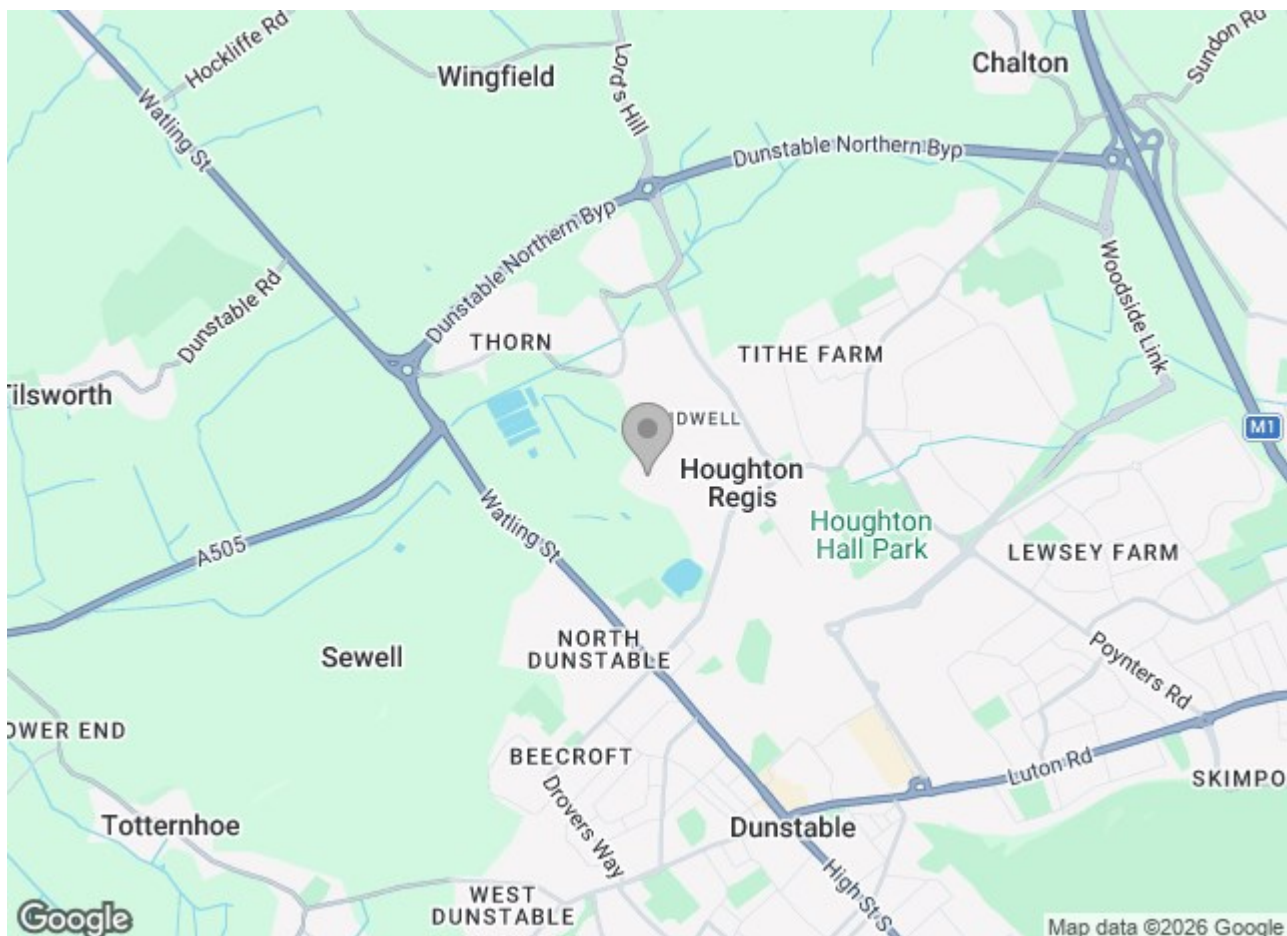 Hockliffe Rd
Wingfield
Lord's Hill
Chalton
Sundon Rd
Watling St
Dunstable Northern Byp
Dunstable Northern Byp
Dunstable Rd
Woodside Link
THORN
TITHE FARM
Tilsworth
IDWELL
M1
Houghton
Regis
Watling St
A505
Houghton
Hall Park
LEWSEY FARM
NORTH
DUNSTABLE
Sewell
Poynters Rd
OWER END
BEECROFT
Luton Rd
SKIMPO
Drovers Way
Totternhoe
Dunstable
High St S
WEST
DUNSTABLE
Google
Map data ©2026 Google